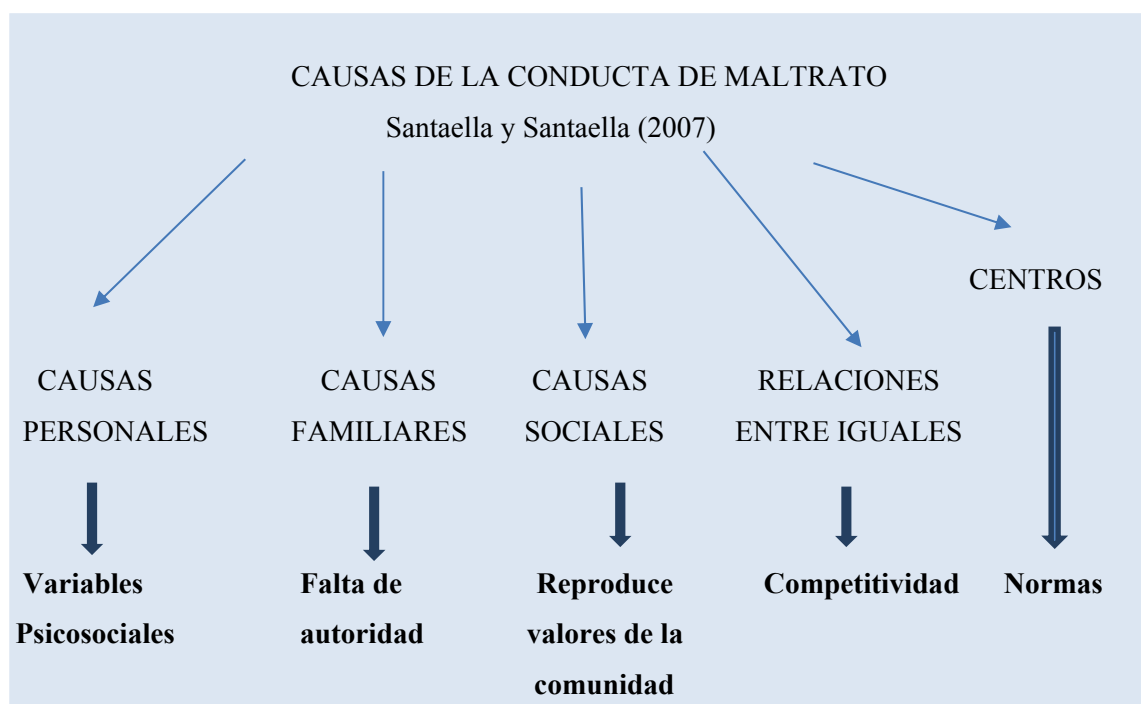 CAUSAS DE LA CONDUCTA DE MALTRATO
Santaella y Santaella (2007)
CENTROS
CAUSAS
PERSONALES
CAUSAS
FAMILIARES
CAUSAS
SOCIALES
RELACIONES
ENTRE IGUALES
Variables
Psicosociales
Falta de
autoridad
Reproduce
valores de la
comunidad
Competitividad
Normas